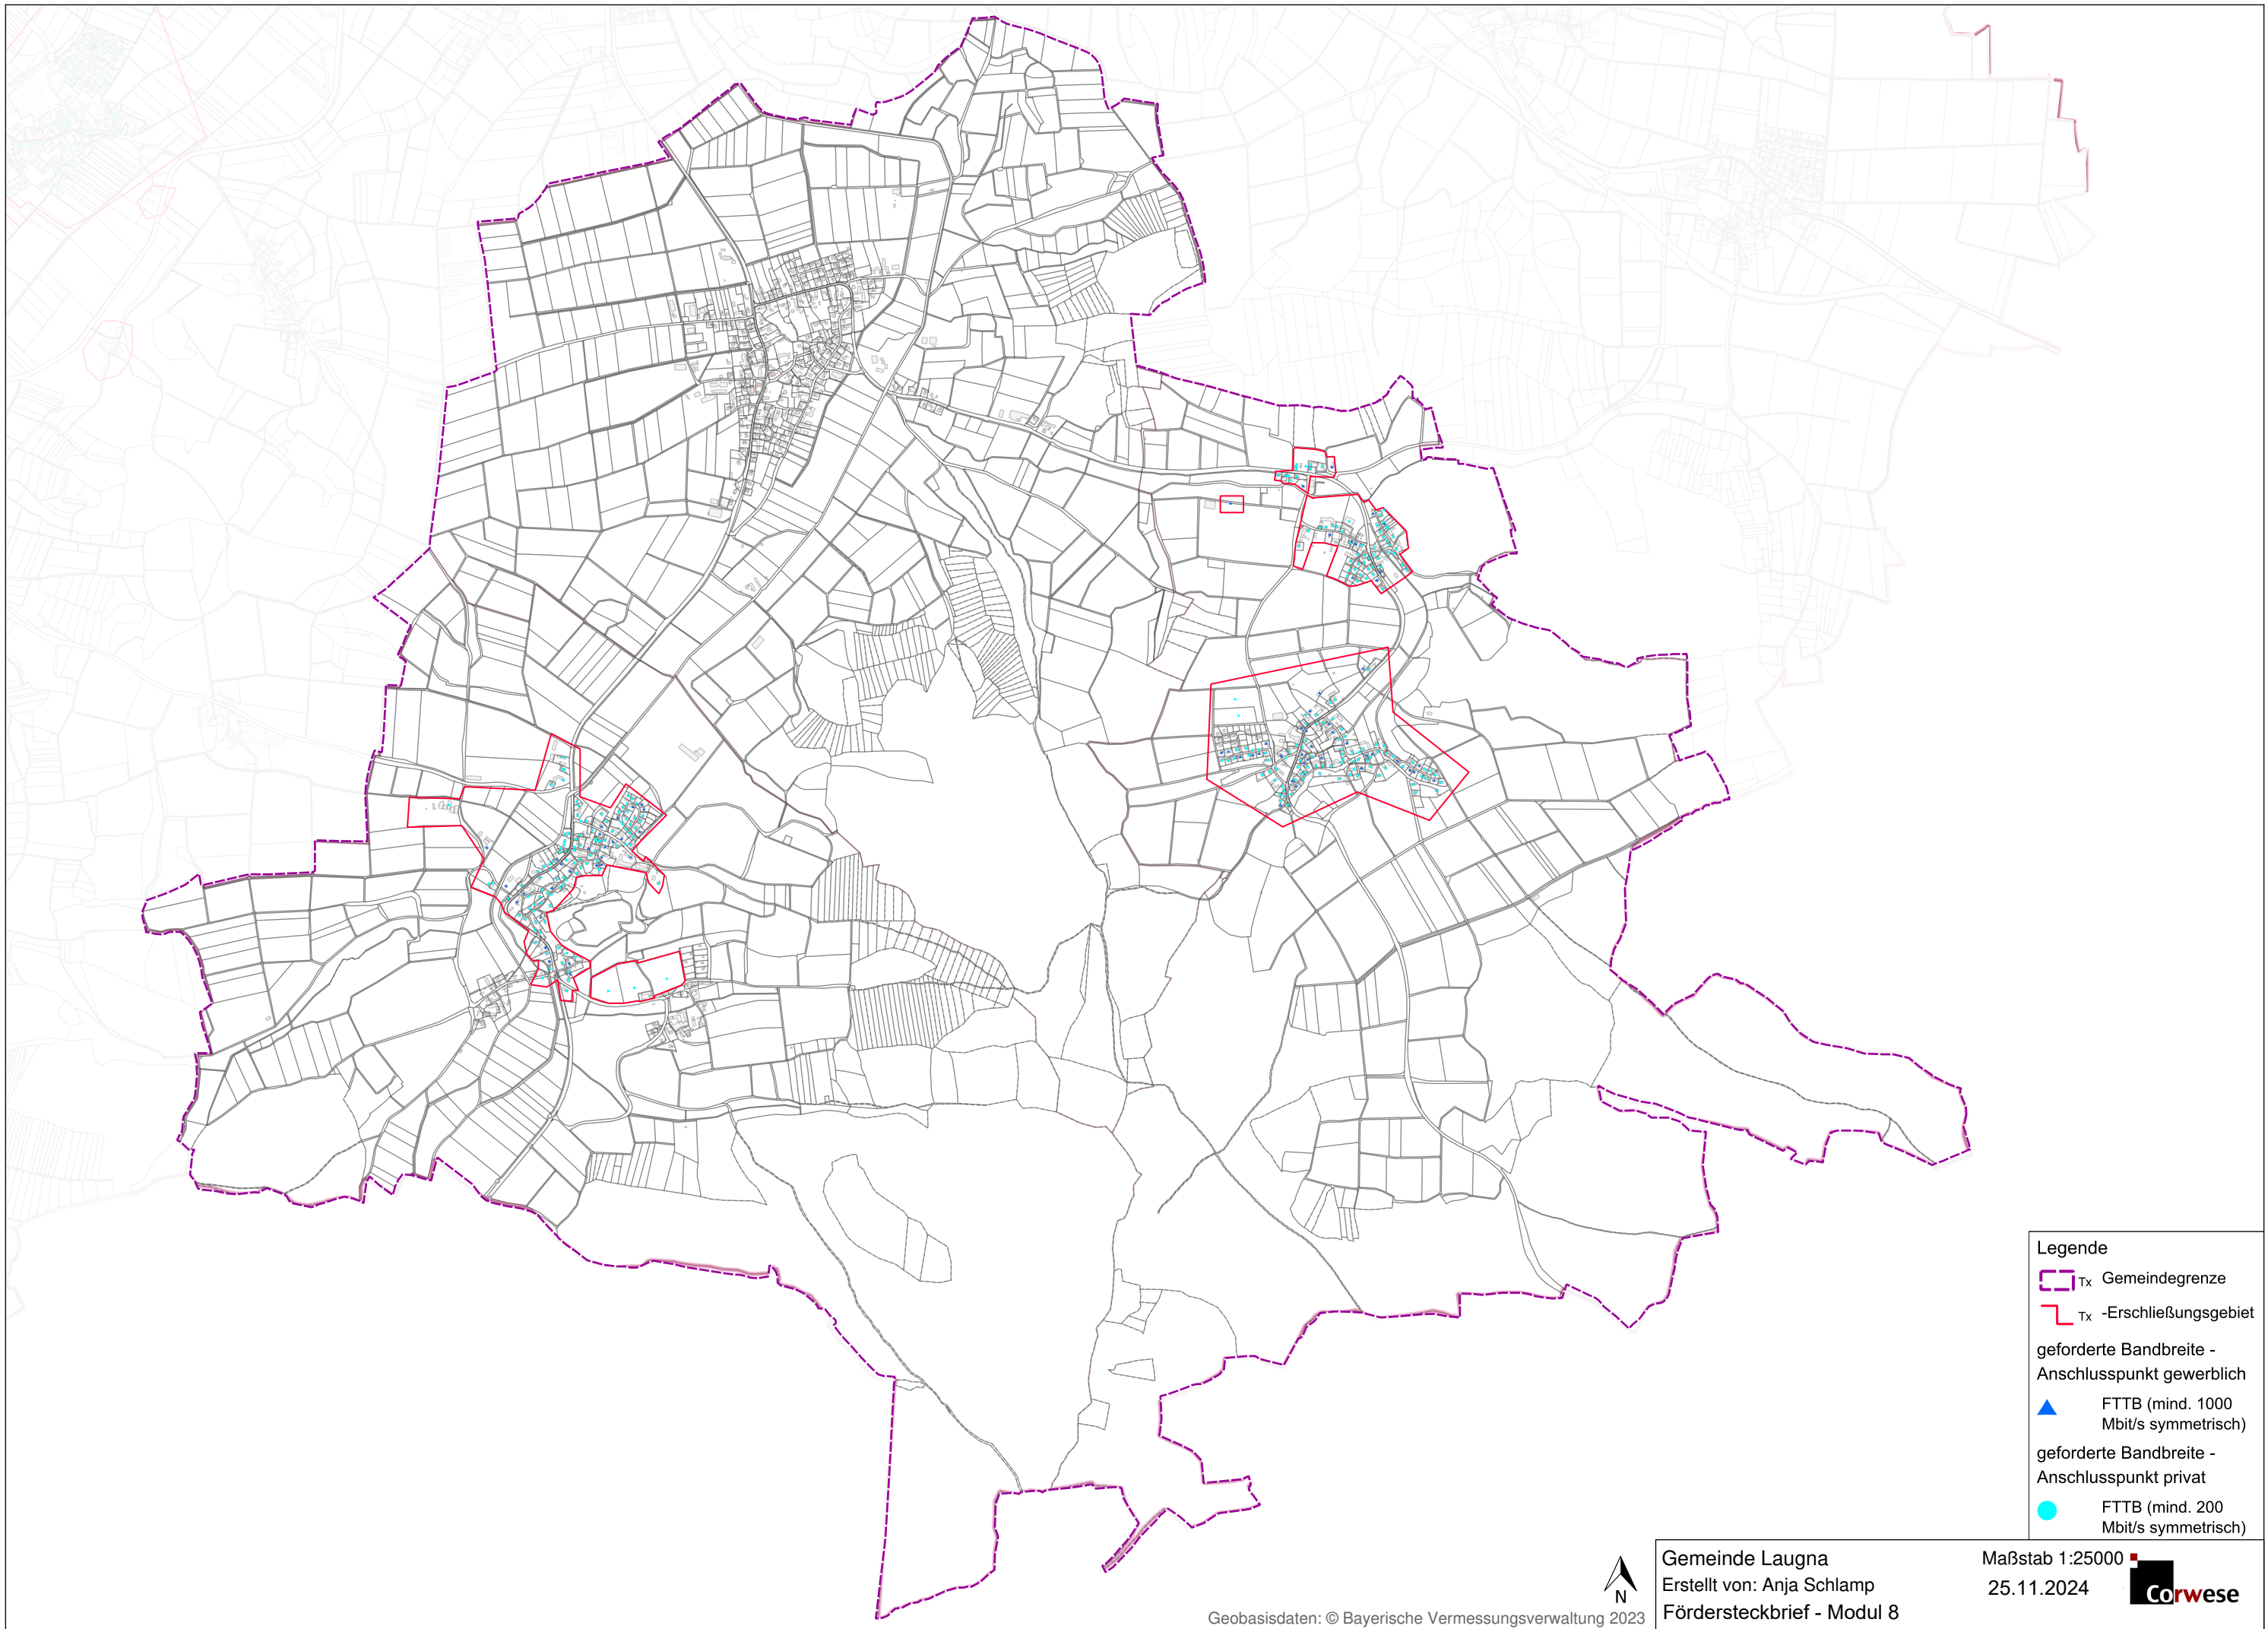 Legende
Tx Gemeindegrenze
Tx -Erschließungsgebiet
geforderte Bandbreite -
Anschlusspunkt gewerblich
FTTB (mind. 1000
Mbit/s symmetrisch)
geforderte Bandbreite -
Anschlusspunkt privat
FTTB (mind. 200
Mbit/s symmetrisch)
N
Geobasisdaten: © Bayerische Vermessungsverwaltung 2023
Gemeinde Laugna
Erstellt von: Anja Schlamp
Fördersteckbrief - Modul 8
Maßstab 1:25000
25.11.2024
Corwese